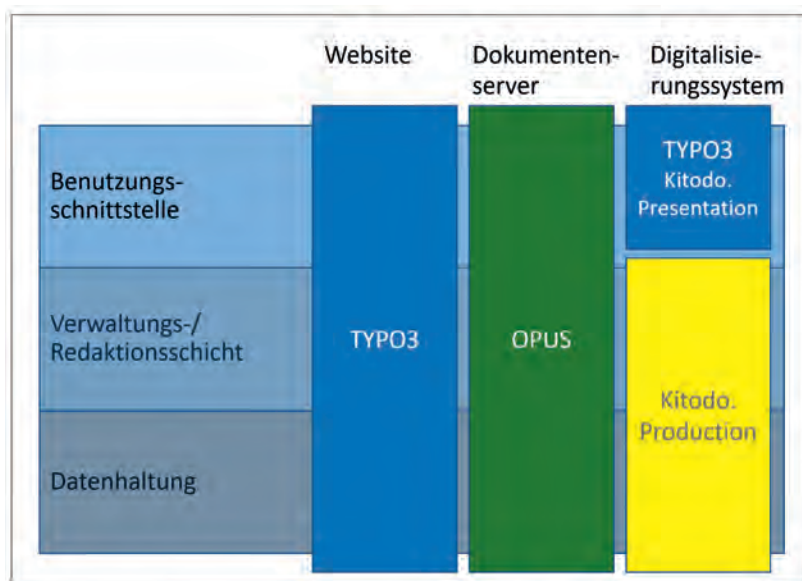 Website
Dokumenten-
server
Digitalisie-
rungssystem
Benutzungs-
schnittstelle
TYPO3
Kitodo.
Presentation
Verwaltungs-/
Redaktionsschicht
TYPO3
OPUS
Kitodo.
Production
Datenhaltung